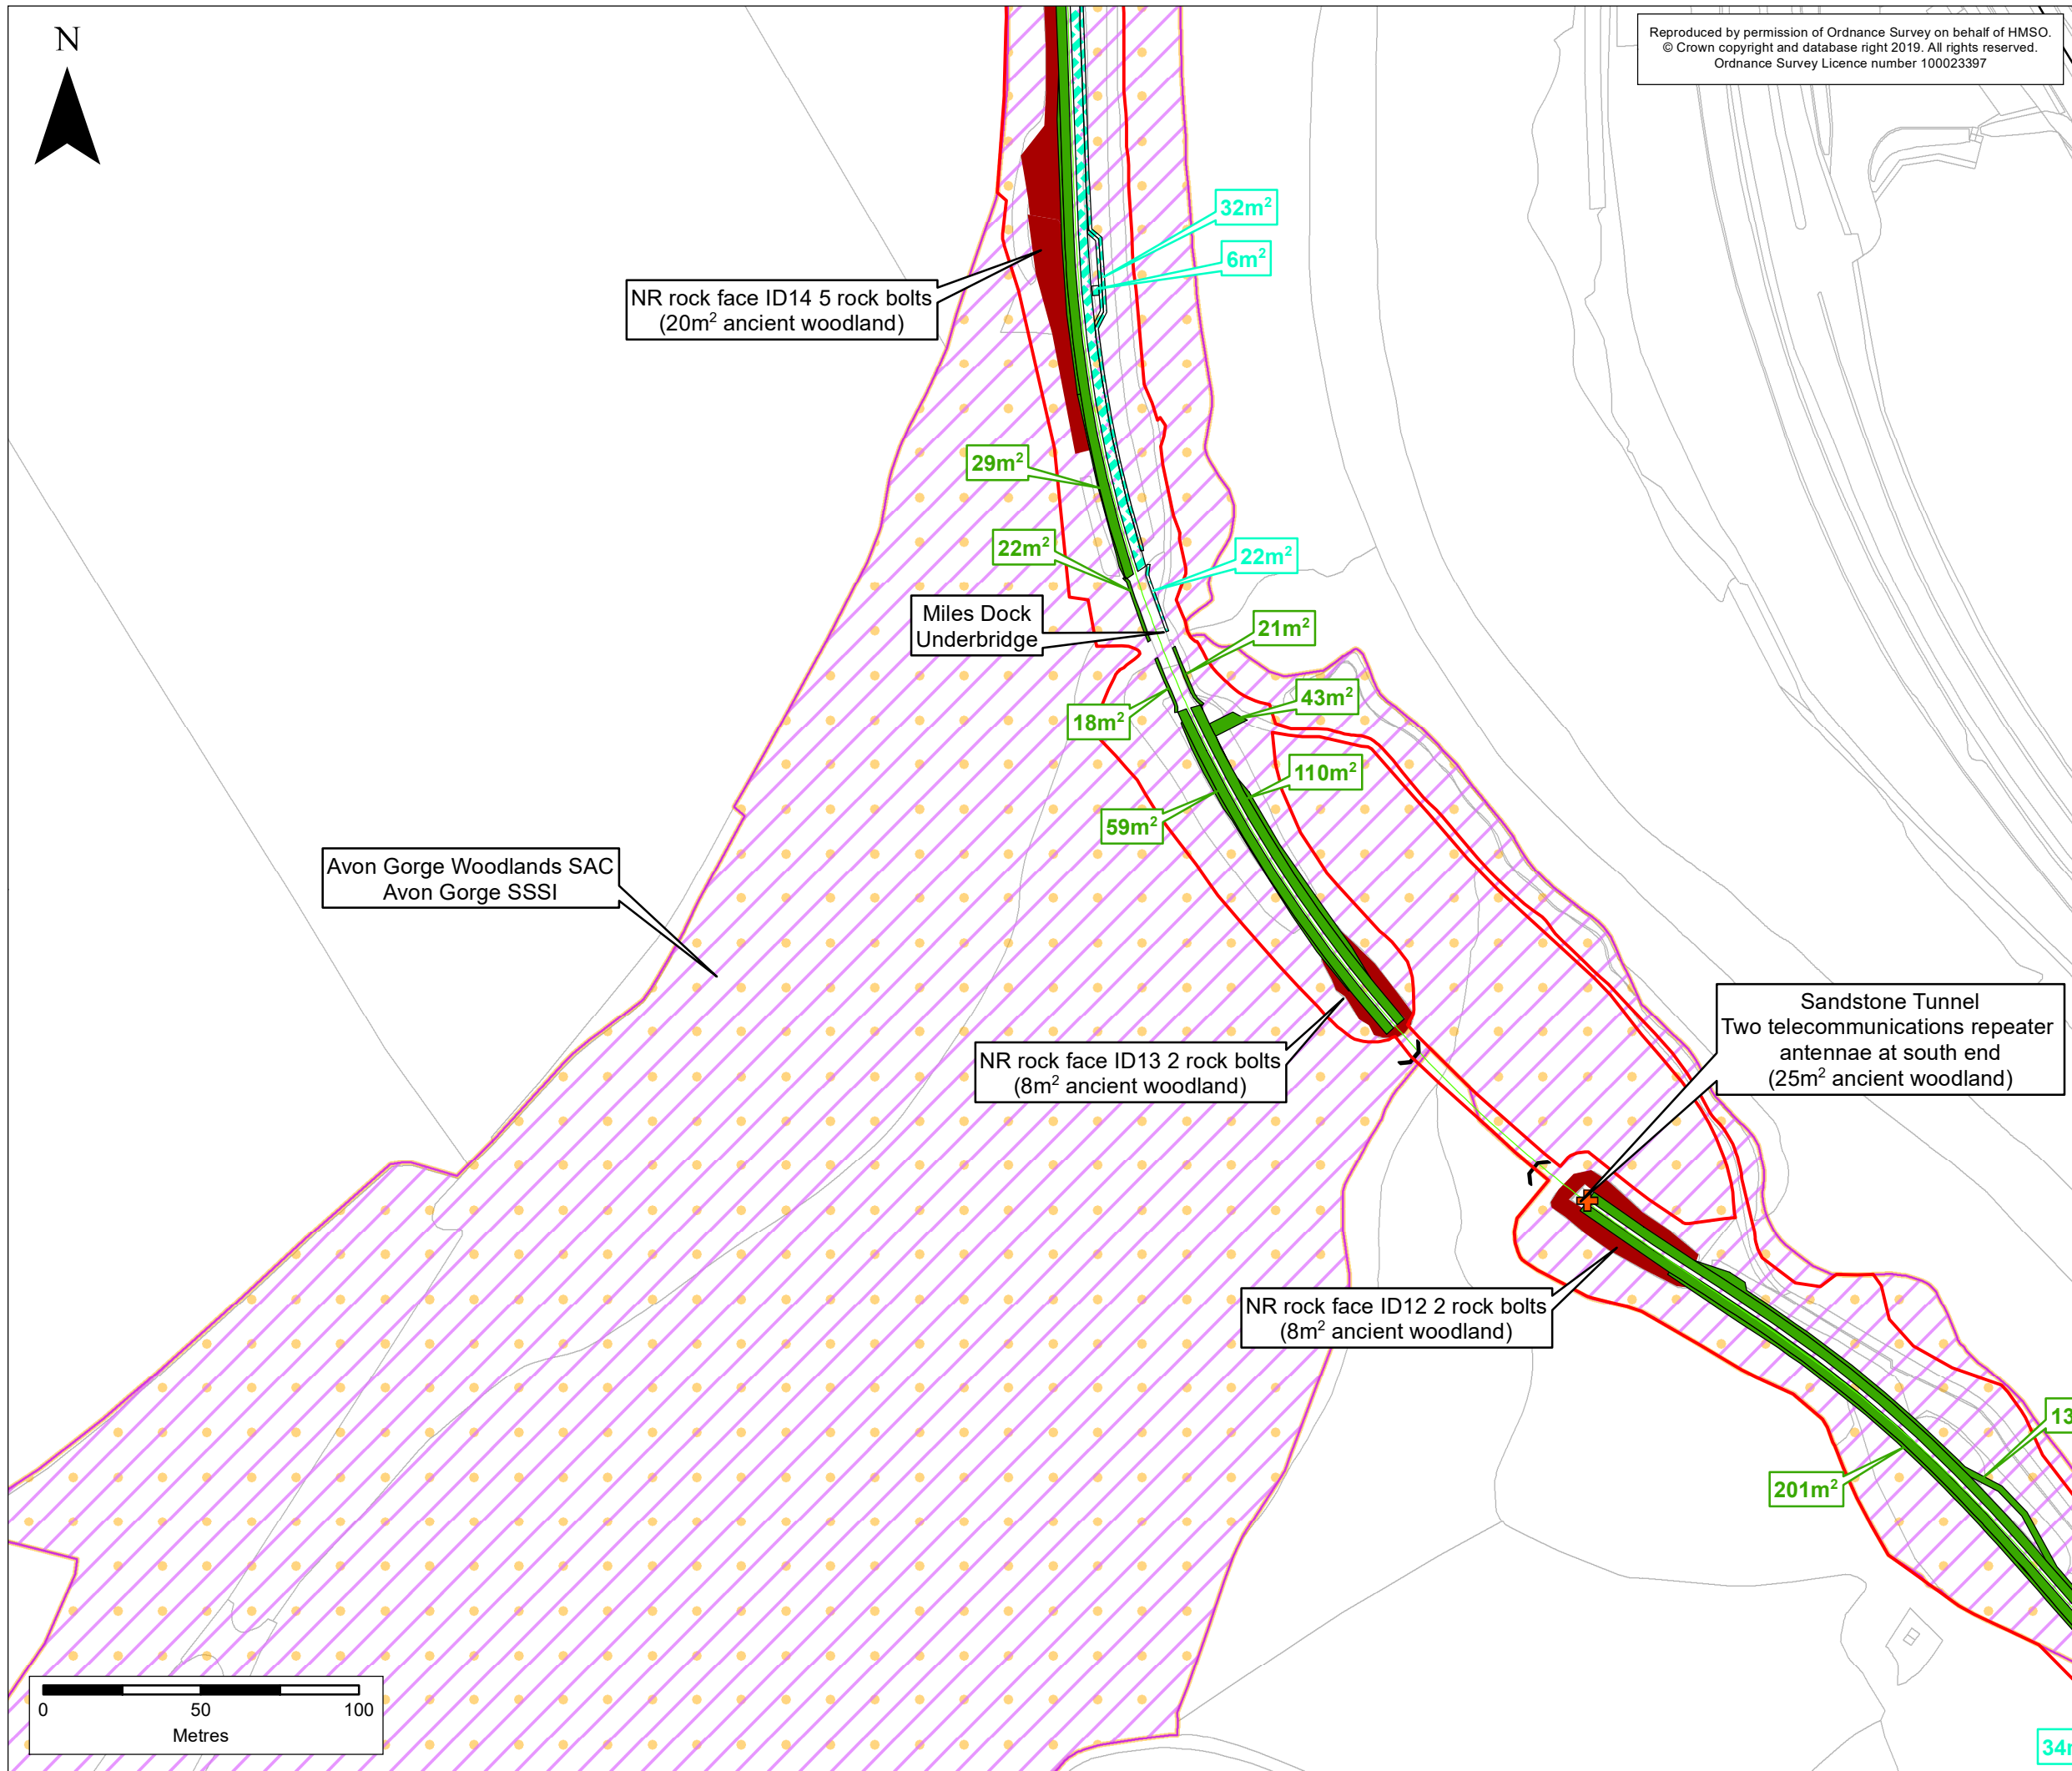 N
Reproduced by permission of Ordnance Survey on behalf of HMSO.
© Crown copyright and database right 2019. All rights reserved.
Ordnance Survey Licence number 100023397
32m²
6m²
NR rock face ID14 5 rock bolts
(20m² ancient woodland)
29m²
22m²
22m²
Miles Dock
Underbridge
21m²
43m²
18m²
110m²
59m²
Avon Gorge Woodlands SAC
Avon Gorge SSSI
Sandstone Tunnel
Two telecommunications repeater
antennae at south end
(25m² ancient woodland)
NR rock face ID13 2 rock bolts
(8m² ancient woodland)
NR rock face ID12 2 rock bolts
(8m² ancient woodland)
13
201m²
0 50 100
Metres